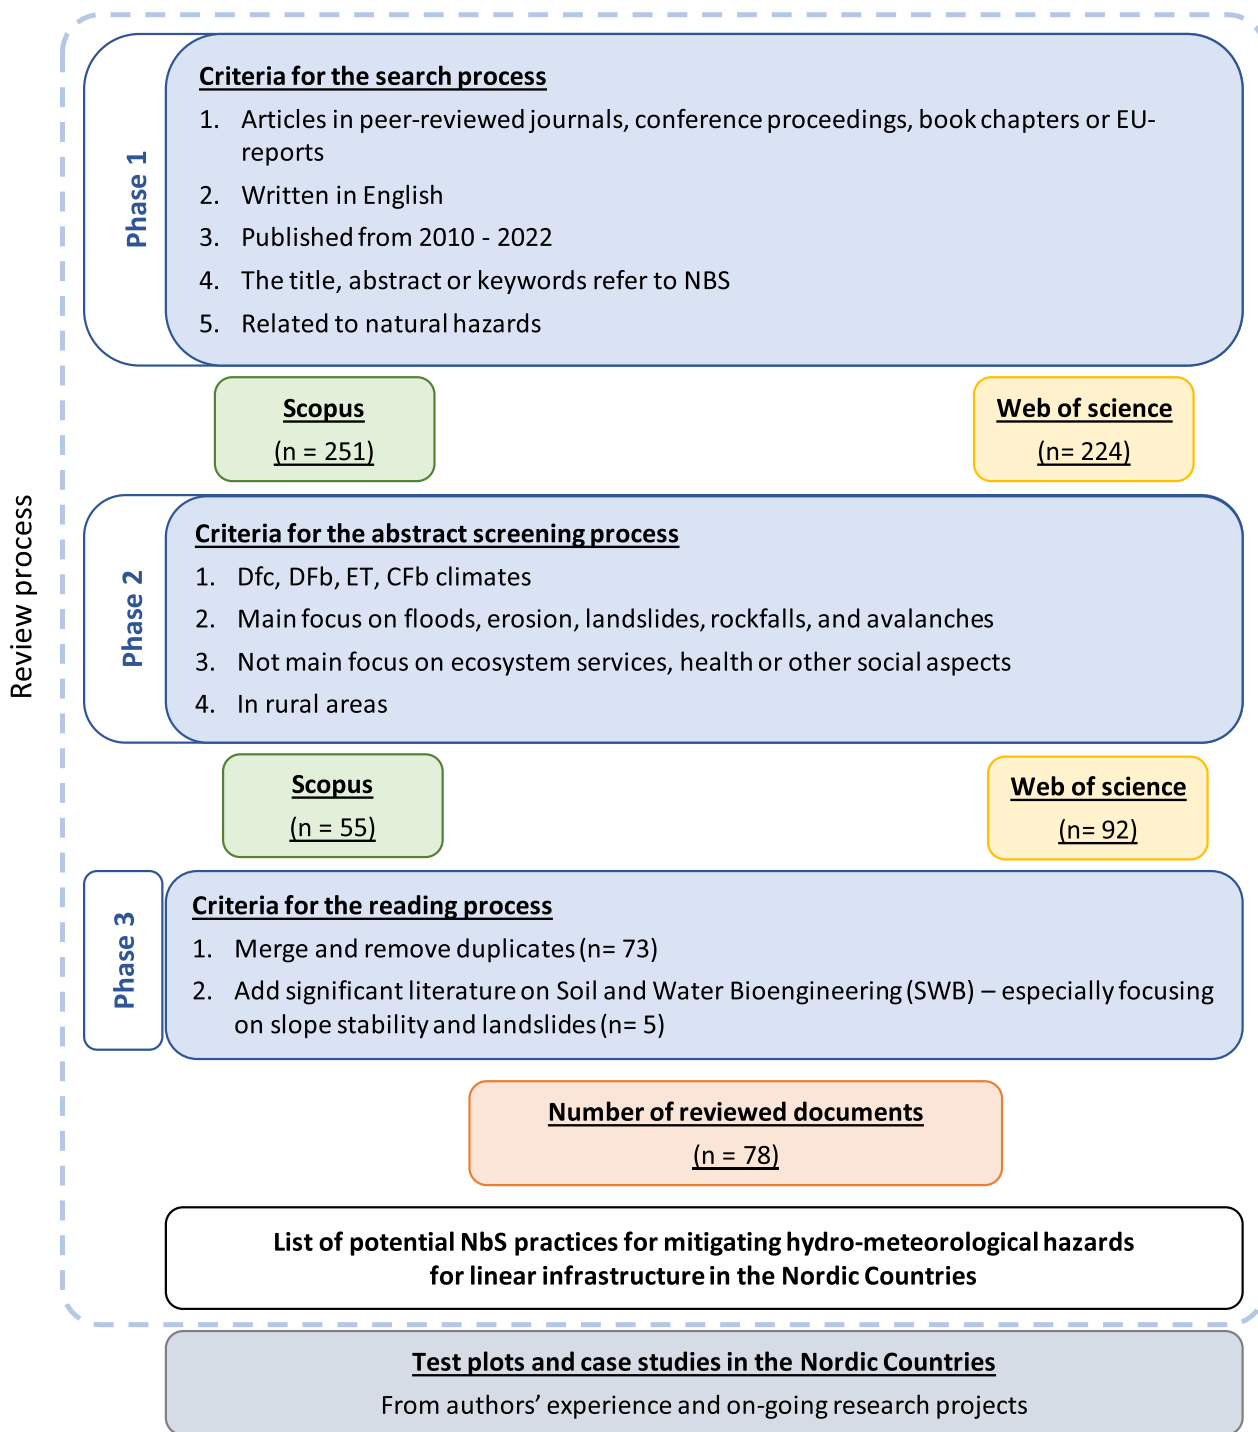 Review process
Phase 1
Criteria for the search process
1. Articles in peer-reviewed journals, conference proceedings, book chapters or EU-
reports
2. Written in English
3. Published from 2010 - 2022
4. The title, abstract or keywords refer to NBS
5. Related to natural hazards
Scopus
(n = 251)
Web of science
(n= 224)
Phase 2
Criteria for the abstract screening process
1. Dfc, DFb, ET, CFb climates
2. Main focus on floods, erosion, landslides, rockfalls, and avalanches
3. Not main focus on ecosystem services, health or other social aspects
4. In rural areas
Scopus
(n = 55)
Web of science
(n= 92)
Phase 3
Criteria for the reading process
1. Merge and remove duplicates (n= 73)
2. Add significant literature on Soil and Water Bioengineering (SWB) – especially focusing
on slope stability and landslides (n= 5)
Number of reviewed documents
(n = 78)
List of potential NbS practices for mitigating hydro-meteorological hazards
for linear infrastructure in the Nordic Countries
Test plots and case studies in the Nordic Countries
From authors’ experience and on-going research projects